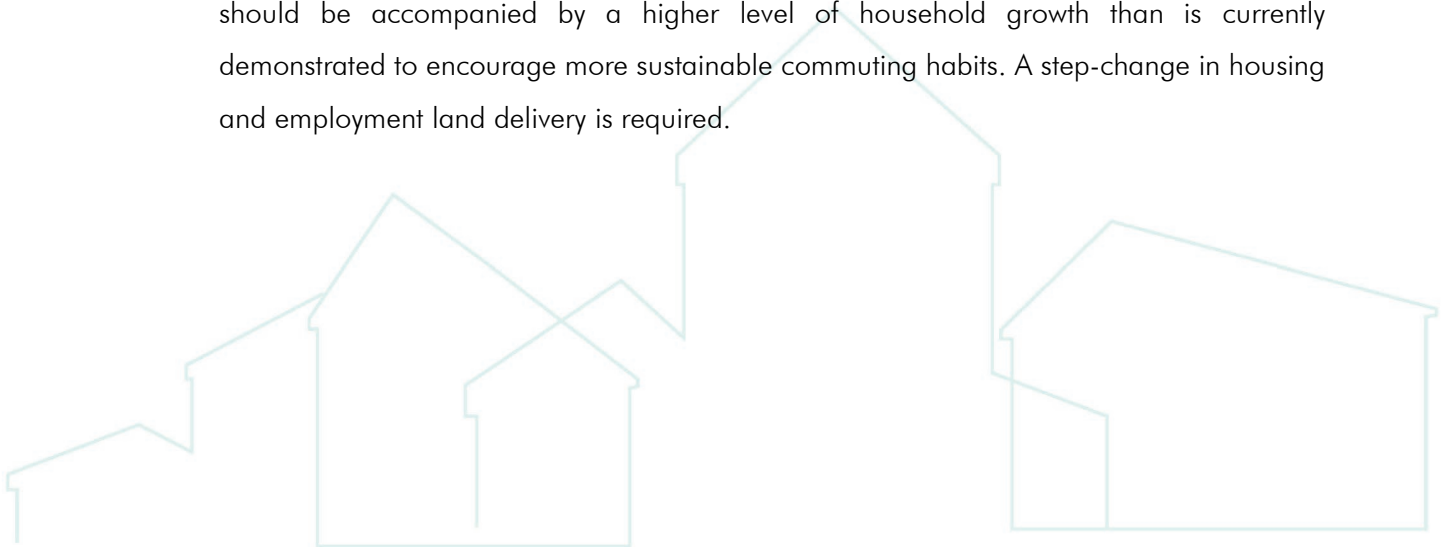 should be accompanied by a higher level of household growth than is currently
demonstrated to encourage more sustainable commuting habits. A step-change in housing
and employment land delivery is required.